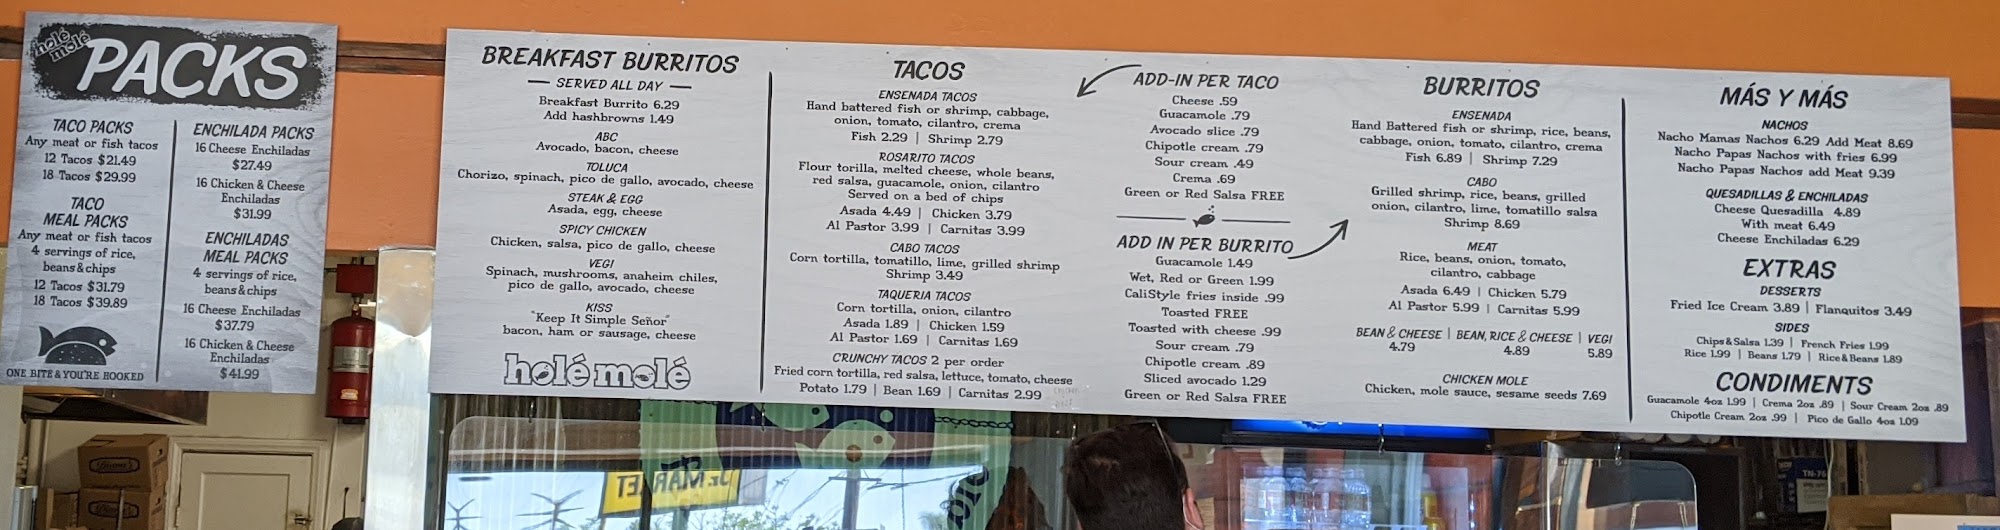 holé molé
PACKS
TACO PACKS
Any meat or fish tacos
12 Tacos $21.49
18 Tacos $29.99
TACO
MEAL PACKS
Any meat or fish tacos
4 servings of rice,
beans & chips
12 Tacos $31.79
18 Tacos $39.89
ONE BITE & YOU'RE HOOKED
ENCHILADA PACKS
16 Cheese Enchiladas
$27.49
16 Chicken & Cheese
Enchiladas
$31.99
ENCHILADAS
MEAL PACKS
4 servings of rice,
beans & chips
16 Cheese Enchiladas
$37.79
16 Chicken & Cheese
Enchiladas
$41.99
BREAKFAST BURRITOS
SERVED ALL DAY
Breakfast Burrito 6.29
Add hashbrowns 1.49
ABC
Avocado, bacon, cheese
TOLUCA
Chorizo, spinach, pico de gallo, avocado, cheese
STEAK & EGG
Asada, egg, cheese
SPICY CHICKEN
Chicken, salsa, pico de gallo, cheese
VEGI
Spinach, mushrooms, anaheim chiles,
pico de gallo, avocado, cheese
KISS
"Keep It Simple Señor"
bacon, ham or sausage, cheese
holé molé
TACOS
ENSENADA TACOS
Hand battered fish or shrimp, cabbage,
onion, tomato, cilantro, crema
Fish 2.29 | Shrimp 2.79
ROSARITO TACOS
Flour torilla, melted cheese, whole beans,
red salsa, guacamole, onion, cilantro
Served on a bed of chips
Asada 4.49 | Chicken 3.79
Al Pastor 3.99 | Carnitas 3.99
CABO TACOS
Corn tortilla, tomatillo, lime, grilled shrimp
Shrimp 3.49
TAQUERIA TACOS
Corn tortilla, onion, cilantro
Asada 1.89 | Chicken 1.59
Al Pastor 1.69 | Carnitas 1.69
CRUNCHY TACOS 2 per order
Fried corn tortilla, red salsa, lettuce, tomato, cheese
Potato 1.79 | Bean 1.69 | Carnitas 2.99
ADD-IN PER TACO
Cheese .59
Guacamole .79
Avocado slice .79
Chipotle cream .79
Sour cream .49
Crema .69
Green or Red Salsa FREE
ADD IN PER BURRITO
Guacamole 1.49
Wet, Red or Green 1.99
CaliStyle fries inside .99
Toasted FREE
Toasted with cheese .99
Sour cream .79
Chipotle cream .89
Sliced avocado 1.29
Green or Red Salsa FREE
BURRITOS
ENSENADA
Hand Battered fish or shrimp, rice, beans,
cabbage, onion, tomato, cilantro, crema
Fish 6.89 | Shrimp 7.29
CABO
Grilled shrimp, rice, beans, grilled
onion, cilantro, lime, tomatillo salsa
Shrimp 8.69
MEAT
Rice, beans, onion, tomato,
cilantro, cabbage
Asada 6.49 | Chicken 5.79
Al Pastor 5.99 | Carnitas 5.99
BEAN & CHEESE | BEAN, RICE & CHEESE | VEGI
4.79 4.89 5.89
CHICKEN MOLE
Chicken, mole sauce, sesame seeds 7.69
MÁS Y MÁS
NACHOS
Nacho Mamas Nachos 6.29 Add Meat 8.69
Nacho Papas Nachos with fries 6.99
Nacho Papas Nachos add Meat 9.39
QUESADILLAS & ENCHILADAS
Cheese Quesadilla 4.89
With meat 6.49
Cheese Enchiladas 6.29
EXTRAS
DESSERTS
Fried Ice Cream 3.89 | Flanquitos 3.49
SIDES
Chips & Salsa 1.39 | French Fries 1.99
Rice 1.99 | Beans 1.79 | Rice & Beans 1.89
CONDIMENTS
Guacamole 4oz 1.99 | Crema 2oz .89 | Sour Cream 2oz .89
Chipotle Cream 2oz .99 | Pico de Gallo 4oz 1.09
TN-76